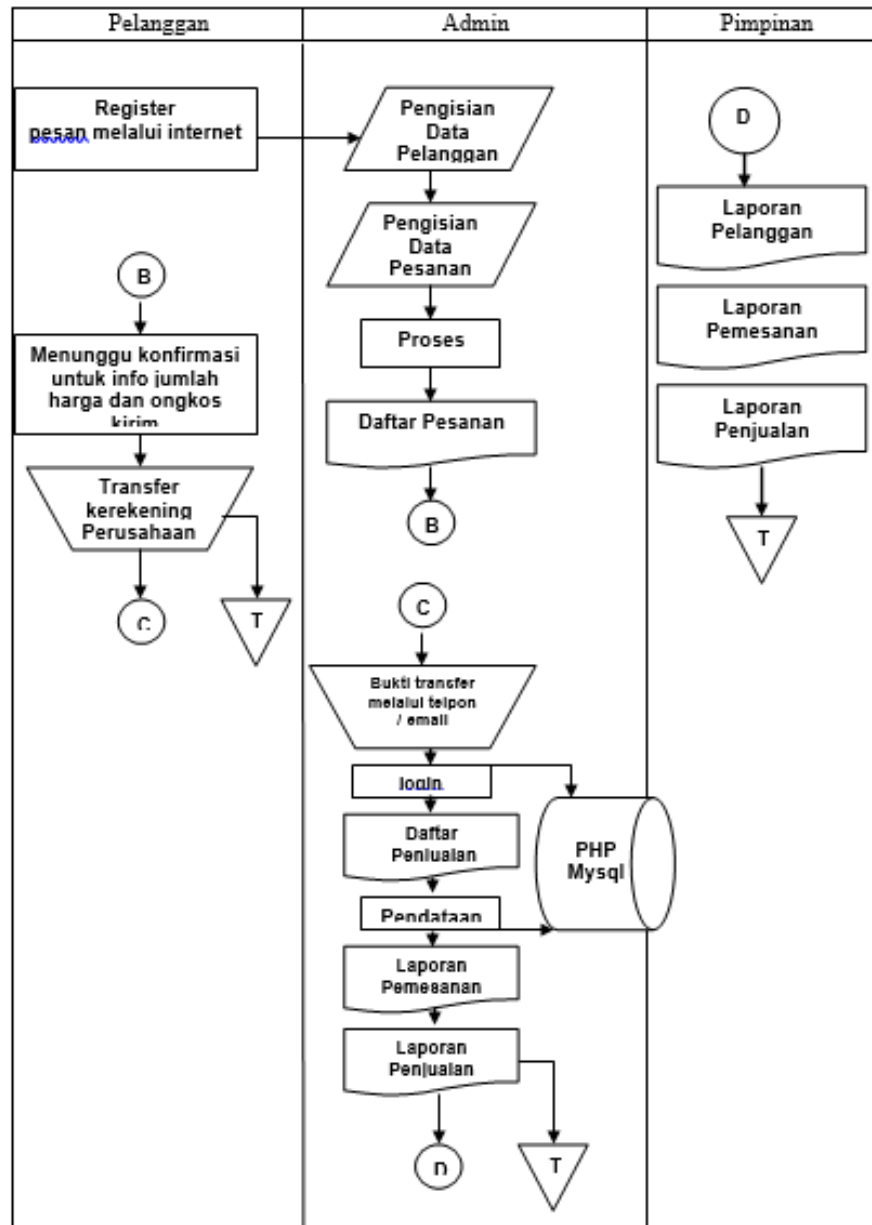 Pelanggan
Admin
Pimpinan
Register
pesan melalui internet
B
Menunggu konfirmasi
untuk info jumlah
harga dan ongkos
kirim
Transfer
kerekening
Perusahaan
C
T
Pengisian
Data
Pelanggan
Pengisian
Data
Pesanan
Proses
Daftar Pesanan
B
C
Bukti transfer
melalui telpon
/ email
login
Daftar
Penjualan
Pendataan
Laporan
Pemesanan
Laporan
Penjualan
D
T
PHP
Mysql
D
Laporan
Pelanggan
Laporan
Pemesanan
Laporan
Penjualan
T